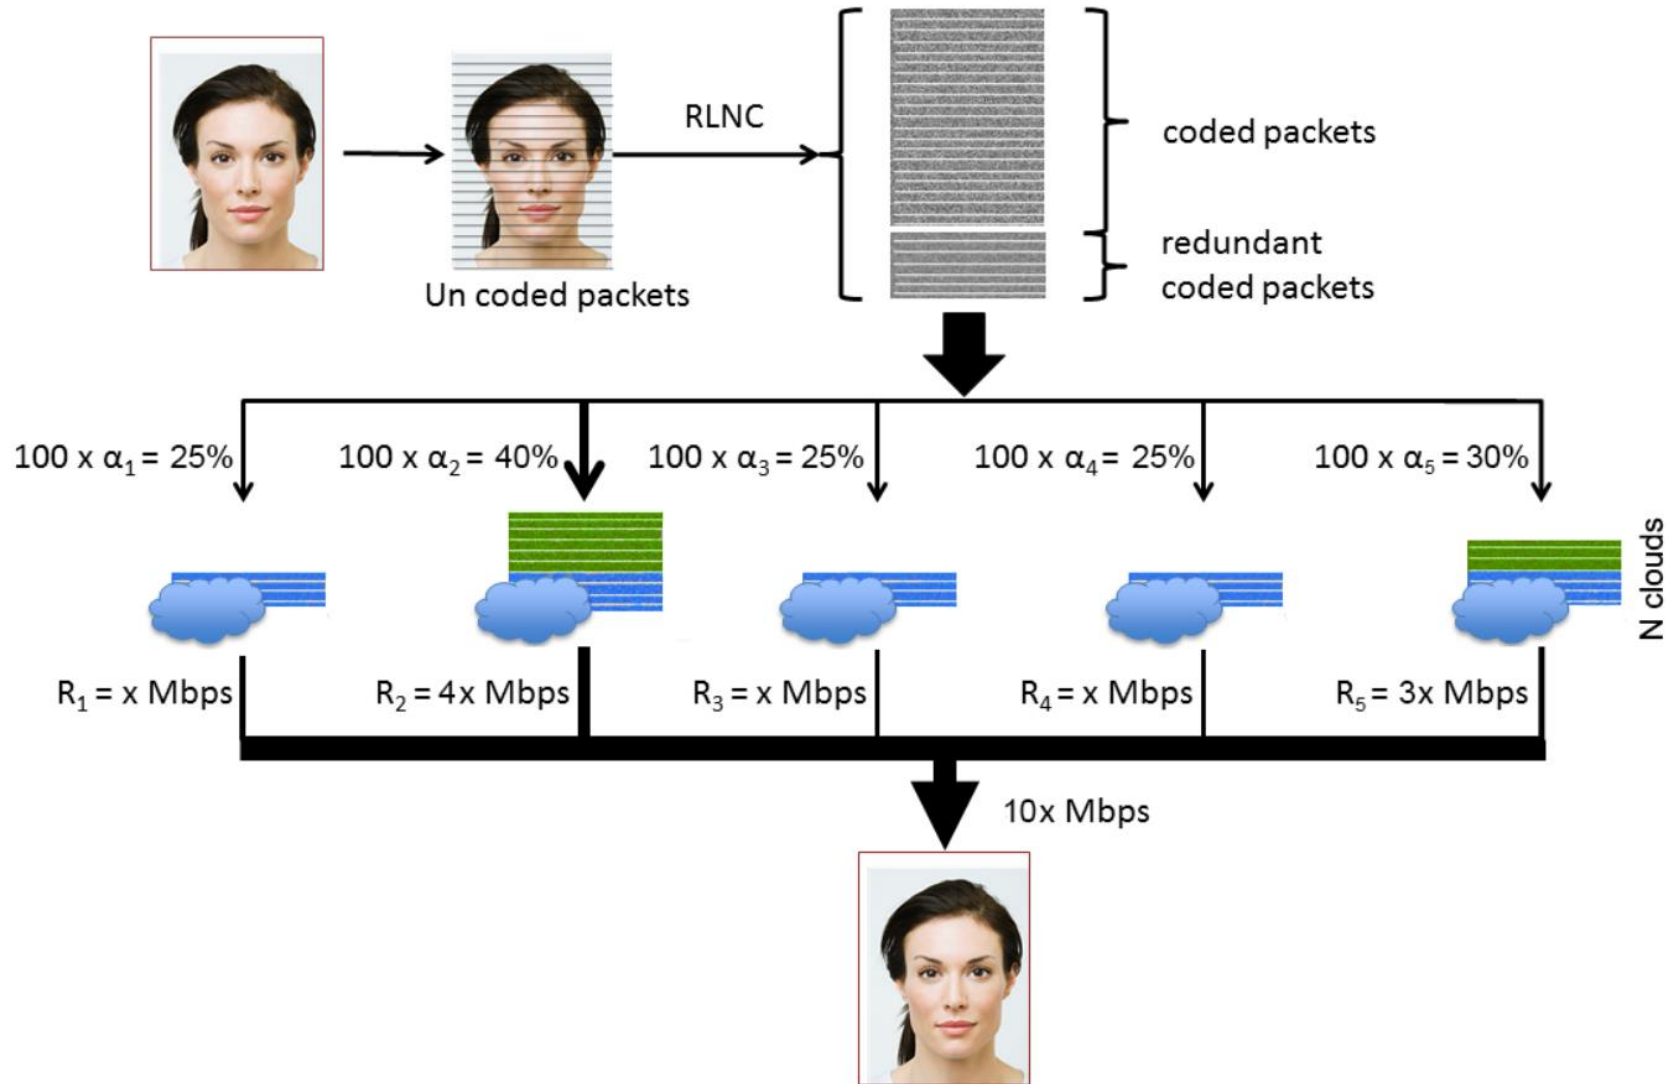 RLNC
coded packets
redundant
coded packets
Un coded packets
100 x α₁ = 25%
100 x α₂ = 40%
100 x α₃ = 25%
100 x α₄ = 25%
100 x α₅ = 30%
N clouds
R₁ = x Mbps
R₂ = 4x Mbps
R₃ = x Mbps
R₄ = x Mbps
R₅ = 3x Mbps
10x Mbps